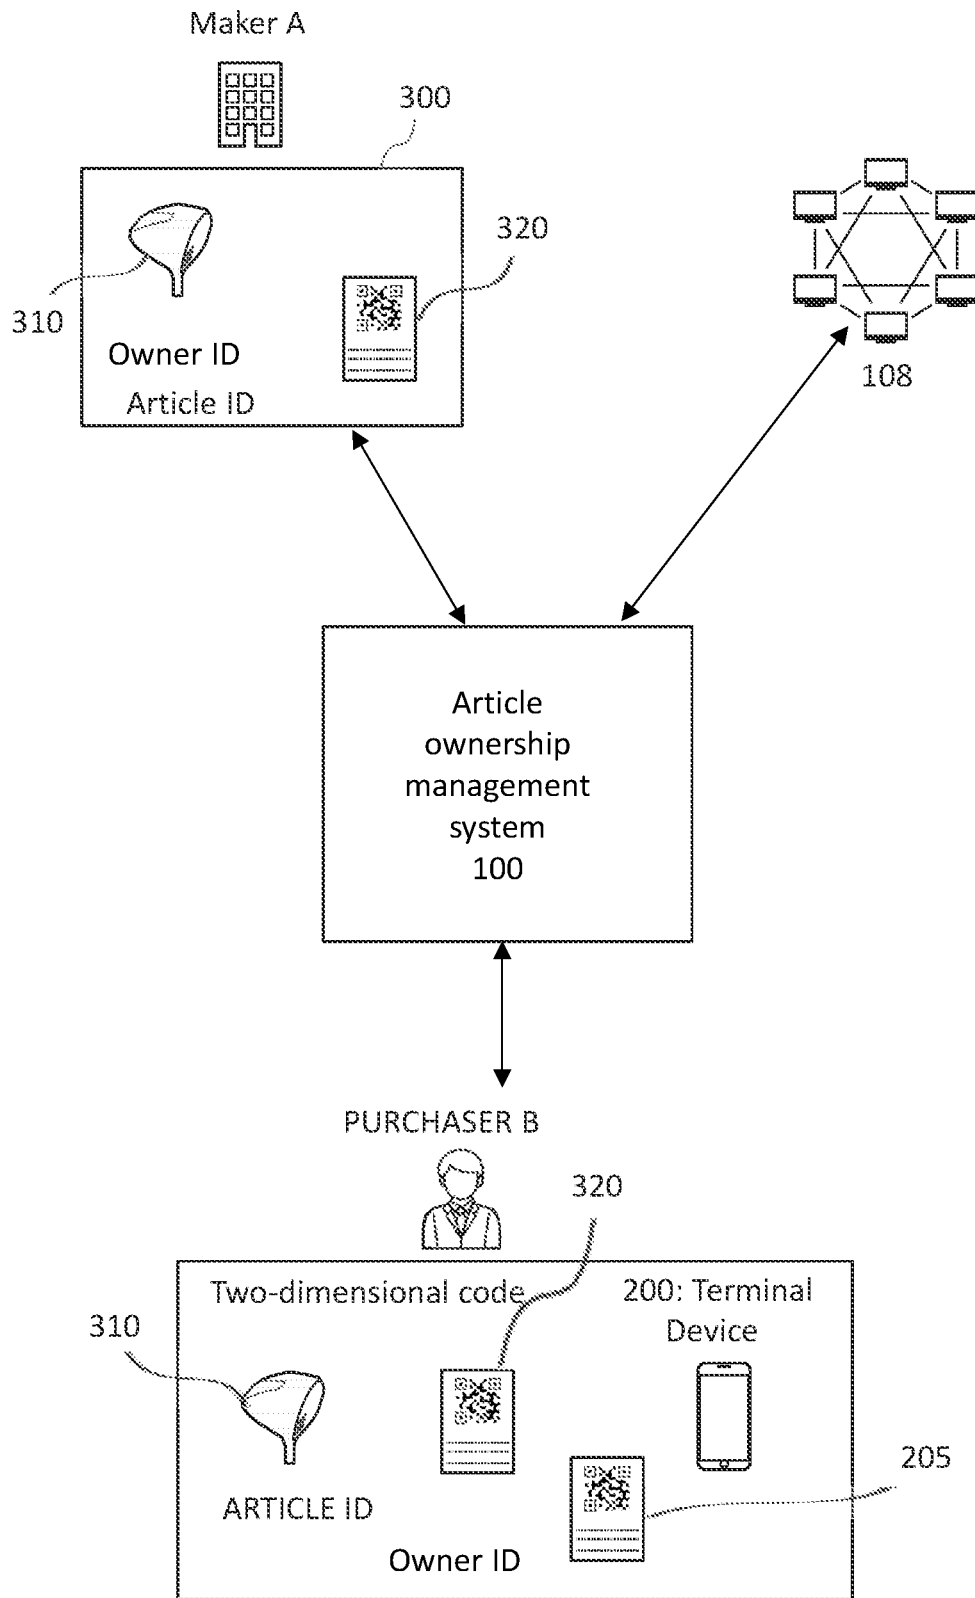 Maker A
300
320
310
Owner ID
Article ID
108
Article
ownership
management
system
100
PURCHASER B
320
Two-dimensional code
200: Terminal
Device
310
205
ARTICLE ID
Owner ID